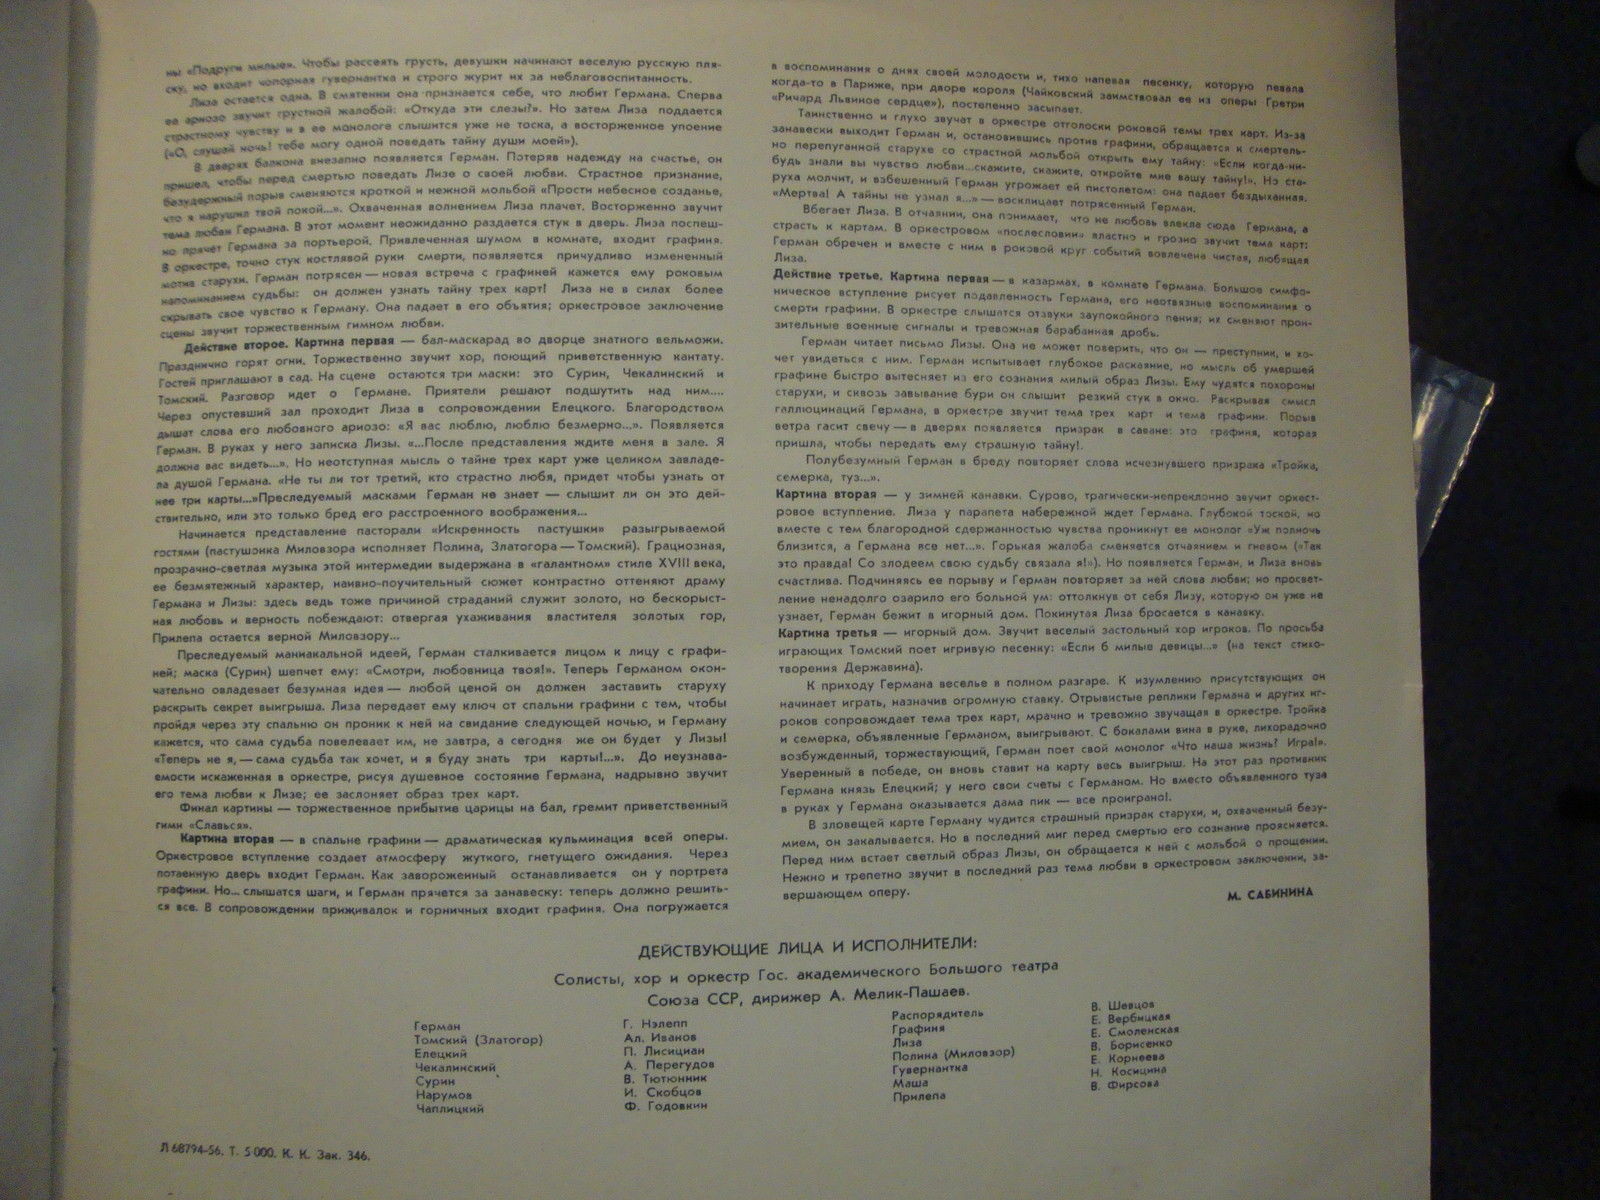 ны «Подруги милые». Чтобы рассеять грусть, девушки начинают веселую русскую пля-
ску, но входит чопорная гувернантка и строго журит их за неблаговоспитанность.
Лиза остается одна. В смятении она признается себе, что любит Германа. Сперва
ее ариозо звучит грустной жалобой: «Откуда эти слезы?». Но затем Лиза поддается
страстному чувству и в ее монологе слышится уже не тоска, а восторженное упоение
(«О, слушай ночь! тебе могу одной поведать тайну души моей»).
В дверях балкона внезапно появляется Герман. Потеряв надежду на счастье, он
пришел, чтобы перед смертью поведать Лизе о своей любви. Страстное признание,
безудержный порыв сменяются кроткой и нежной мольбой «Прости небесное созданье,
что я нарушил твой покой...». Охваченная волнением Лиза плачет. Восторженно звучит
тема любви Германа. В этот момент неожиданно раздается стук в дверь. Лиза поспеш-
но прячет Германа за портьерой. Привлеченная шумом в комнате, входит графиня.
В оркестре, точно стук костлявой руки смерти, появляется причудливо измененный
мотив старухи. Герман потрясен — новая встреча с графиней кажется ему роковым
напоминанием судьбы: он должен узнать тайну трех карт! Лиза не в силах более
скрывать свое чувство к Герману. Она падает в его объятия; оркестровое заключение
сцены звучит торжественным гимном любви.
Действие второе. Картина первая — бал-маскарад во дворце знатного вельможи.
Празднично горят огни. Торжественно звучит хор, поющий приветственную кантату.
Гостей приглашают в сад. На сцене остаются три маски: это Сурин, Чекалинский и
Томский. Разговор идет о Германе. Приятели решают подшутить над ним....
Через опустевший зал проходит Лиза в сопровождении Елецкого. Благородством
дышат слова его любовного ариозо: «Я вас люблю, люблю безмерно...». Появляется
Герман. В руках у него записка Лизы. «...После представления ждите меня в зале. Я
должна вас видеть...». Но неотступная мысль о тайне трех карт уже целиком завладе-
ла душой Германа. «Не ты ли тот третий, кто страстно любя, придет чтобы узнать от
нее три карты...»Преследуемый масками Герман не знает — слышит ли он это дей-
ствительно, или это только бред его расстроенного воображения...
Начинается представление пасторали «Искренность пастушки» разыгрываемой
гостями (пастушонка Миловзора исполняет Полина, Златогора — Томский). Грациозная,
прозрачно-светлая музыка этой интермедии выдержана в «галантном» стиле XVIII века,
ее безмятежный характер, наивно-поучительный сюжет контрастно оттеняют драму
Германа и Лизы: здесь ведь тоже причиной страданий служит золото, но бескорыст-
ная любовь и верность побеждают: отвергая ухаживания властителя золотых гор,
Прилепа остается верной Миловзору...
Преследуемый маниакальной идеей, Герман сталкивается лицом к лицу с графи-
ней; маска (Сурин) шепчет ему: «Смотри, любовница твоя!». Теперь Германом окон-
чательно овладевает безумная идея — любой ценой он должен заставить старуху
раскрыть секрет выигрыша. Лиза передает ему ключ от спальни графини с тем, чтобы
пройдя через эту спальню он проник к ней на свидание следующей ночью, и Герману
кажется, что сама судьба повелевает им, не завтра, а сегодня же он будет у Лизы!
«Теперь не я, — сама судьба так хочет, и я буду знать три карты!...». До неузнава-
емости искаженная в оркестре, рисуя душевное состояние Германа, надрывно звучит
его тема любви к Лизе; ее заслоняет образ трех карт.
Финал картины — торжественное прибытие царицы на бал, гремит приветственный
гимн «Славься».
Картина вторая — в спальне графини — драматическая кульминация всей оперы.
Оркестровое вступление создает атмосферу жуткого, гнетущего ожидания. Через
потаенную дверь входит Герман. Как завороженный останавливается он у портрета
графини. Но... слышатся шаги, и Герман прячется за занавеску: теперь должно решить-
ся все. В сопровождении приживалок и горничных входит графиня. Она погружается
в воспоминания о днях своей молодости и, тихо напевая песенку, которую певала
когда-то в Париже, при дворе короля (Чайковский заимствовал ее из оперы Гретри
«Ричард Львиное сердце»), постепенно засыпает.
Таинственно и глухо звучат в оркестре отголоски роковой темы трех карт. Из-за
занавески выходит Герман и, остановившись против графини, обращается к смертель-
но перепуганной старухе со страстной мольбой открыть ему тайну: «Если когда-ни-
будь знали вы чувство любви...скажите, скажите, откройте мне вашу тайну!». Но ста-
руха молчит, и взбешенный Герман угрожает ей пистолетом: она падает бездыханная.
«Мертва! А тайны не узнал я...» — восклицает потрясенный Герман.
Вбегает Лиза. В отчаянии, она понимает, что не любовь влекла сюда Германа, а
страсть к картам. В оркестровом «послесловии» властно и грозно звучит тема карт:
Герман обречен и вместе с ним в роковой круг событий вовлечена чистая, любящая
Лиза.
Действие третье. Картина первая — в казармах, в комнате Германа. Большое симфо-
ническое вступление рисует подавленность Германа, его неотвязные воспоминания о
смерти графини. В оркестре слышатся отзвуки заупокойного пения; их сменяют прон-
зительные военные сигналы и тревожная барабанная дробь.
Герман читает письмо Лизы. Она не может поверить, что он — преступник, и хо-
чет увидеться с ним. Герман испытывает глубокое раскаяние, но мысль об умершей
графине быстро вытесняет из его сознания милый образ Лизы. Ему чудятся похороны
старухи, и сквозь завывание бури он слышит резкий стук в окно. Раскрывая смысл
галлюцинаций Германа, в оркестре звучит тема трех карт и тема графини. Порыв
ветра гасит свечу — в дверях появляется призрак в саване: это графиня, которая
пришла, чтобы передать ему страшную тайну!.
Полубезумный Герман в бреду повторяет слова исчезнувшего призрака «Тройка,
семерка, туз...».
Картина вторая — у зимней канавки. Сурово, трагически-непреклонно звучит оркест-
ровое вступление. Лиза у парапета набережной ждет Германа. Глубокой тоской, но
вместе с тем благородной сдержанностью чувства проникнут ее монолог «Уж полночь
близится, а Германа все нет...». Горькая жалоба сменяется отчаянием и гневом («Так
это правда! Со злодеем свою судьбу связала я!»). Но появляется Герман, и Лиза вновь
счастлива. Подчиняясь ее порыву и Герман повторяет за ней слова любви; но просвет-
ление ненадолго озарило его больной ум: оттолкнув от себя Лизу, которую он уже не
узнает, Герман бежит в игорный дом. Покинутая Лиза бросается в канавку.
Картина третья — игорный дом. Звучит веселый застольный хор игроков. По просьбе
играющих Томский поет игривую песенку: «Если б милые девицы...» (на текст стихо-
творения Державина).
К приходу Германа веселье в полном разгаре. К изумлению присутствующих он
начинает играть, назначив огромную ставку. Отрывистые реплики Германа и других иг-
роков сопровождает тема трех карт, мрачно и тревожно звучащая в оркестре. Тройка
и семерка, объявленные Германом, выигрывают. С бокалами вина в руке, лихорадочно
возбужденный, торжествующий, Герман поет свой монолог «Что наша жизнь? Игра!».
Уверенный в победе, он вновь ставит на карту весь выигрыш. На этот раз противник
Германа князь Елецкий; у него свои счеты с Германом. Но вместо объявленного туза
в руках у Германа оказывается дама пик — все проиграно!.
В зловещей карте Герману чудится страшный призрак старухи, и, охваченный безу-
мием, он закалывается. Но в последний миг перед смертью его сознание проясняется.
Перед ним встает светлый образ Лизы, он обращается к ней с мольбой о прощении.
Нежно и трепетно звучит в последний раз тема любви в оркестровом заключении, за-
вершающем оперу.
М. САБИНИНА
ДЕЙСТВУЮЩИЕ ЛИЦА И ИСПОЛНИТЕЛИ:
Солисты, хор и оркестр Гос. академического Большого театра
Союза ССР, дирижер А. Мелик-Пашаев.
Герман Г. Нэлепп
Томский (Златогор) Ал. Иванов
Елецкий П. Лисициан
Чекалинский А. Перегудов
Сурин В. Тютюнник
Нарумов И. Скобцов
Чаплицкий Ф. Годовкин
Распорядитель В. Шевцов
Графиня Е. Вербицкая
Лиза Е. Смоленская
Полина (Миловзор) В. Борисенко
Гувернантка Е. Корнеева
Маша Н. Косицина
Прилепа В. Фирсова
Л 68794-56. Т. 5 000. К. К. Зак. 346.